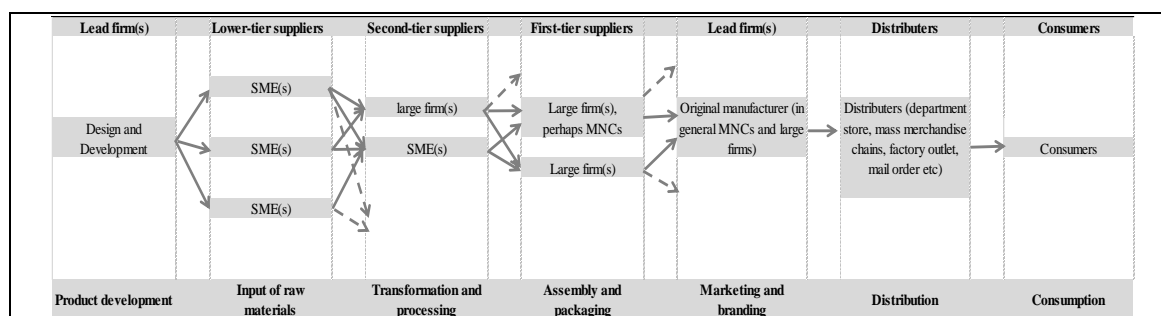 Lead firm(s) Lower-tier suppliers Second-tier suppliers First-tier suppliers Lead firm(s) Distributers Consumers
SME(s)
SME(s)
SME(s)
Design and
Development
large firm(s)
SME(s)
Large firm(s),
perhaps MNCs
Large firm(s)
Original manufacturer (in
general MNCs and large
firms)
Distributers (department
store, mass merchandise
chains, factory outlet,
mail order etc)
Consumers
Product development
Input of raw
materials
Transformation and
processing
Assembly and
packaging
Marketing and
branding
Distribution
Consumption